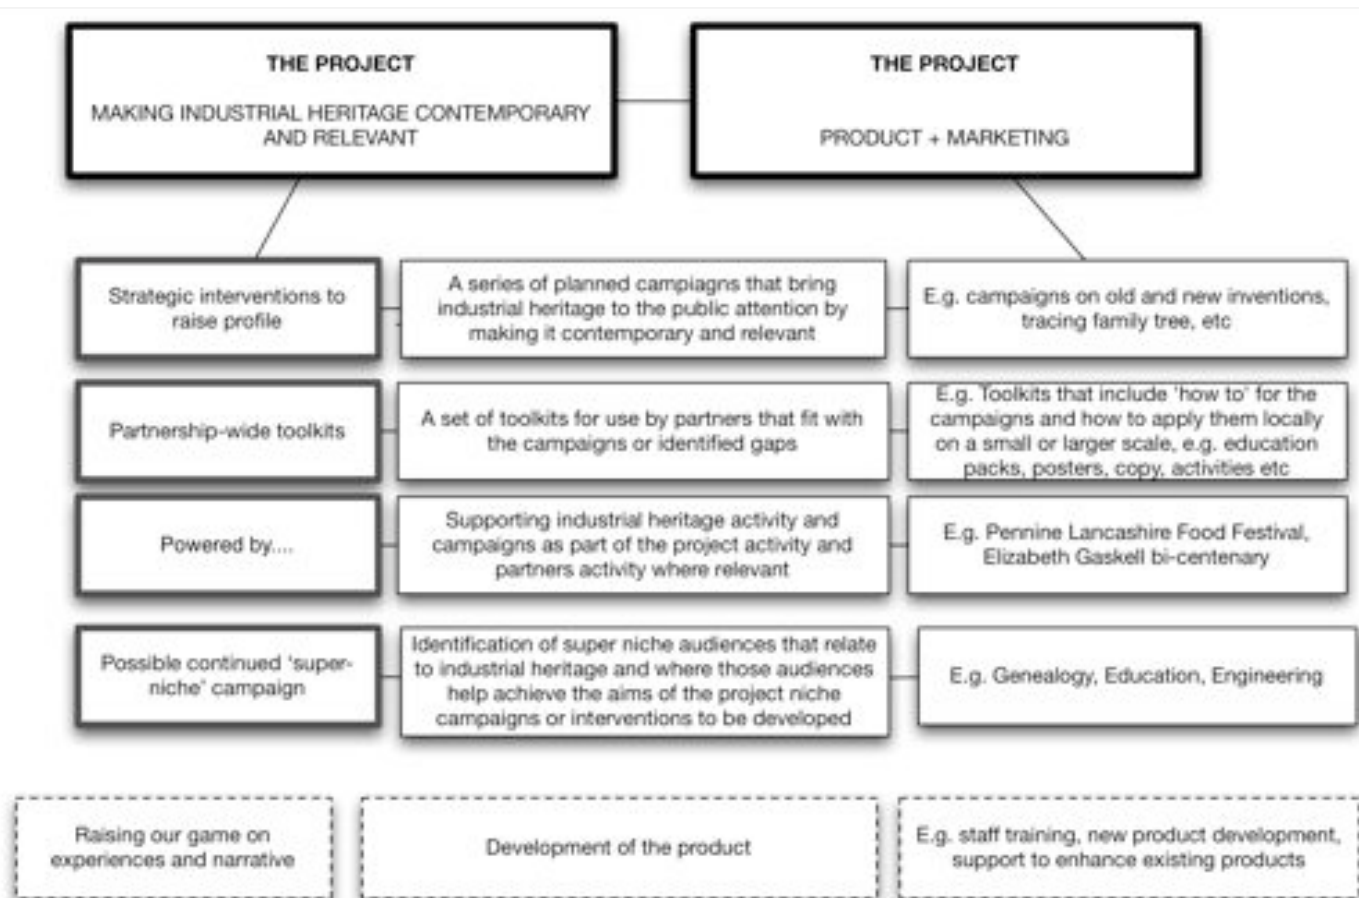 THE PROJECT
MAKING INDUSTRIAL HERITAGE CONTEMPORARY
AND RELEVANT
THE PROJECT
PRODUCT + MARKETING
Strategic interventions to
raise profile
A series of planned campiagns that bring
industrial heritage to the public attention by
making it contemporary and relevant
E.g. campaigns on old and new inventions,
tracing family tree, etc
Partnership-wide toolkits
A set of toolkits for use by partners that fit with
the campaigns or identified gaps
E.g. Toolkits that include 'how to' for the
campaigns and how to apply them locally
on a small or larger scale, e.g. education
packs, posters, copy, activities etc
Powered by....
Supporting industrial heritage activity and
campaigns as part of the project activity and
partners activity where relevant
E.g. Pennine Lancashire Food Festival,
Elizabeth Gaskell bi-centenary
Possible continued 'super-
niche' campaign
Identification of super niche audiences that relate
to industrial heritage and where those audiences
help achieve the aims of the project niche
campaigns or interventions to be developed
E.g. Genealogy, Education, Engineering
Raising our game on
experiences and narrative
Development of the product
E.g. staff training, new product development,
support to enhance existing products